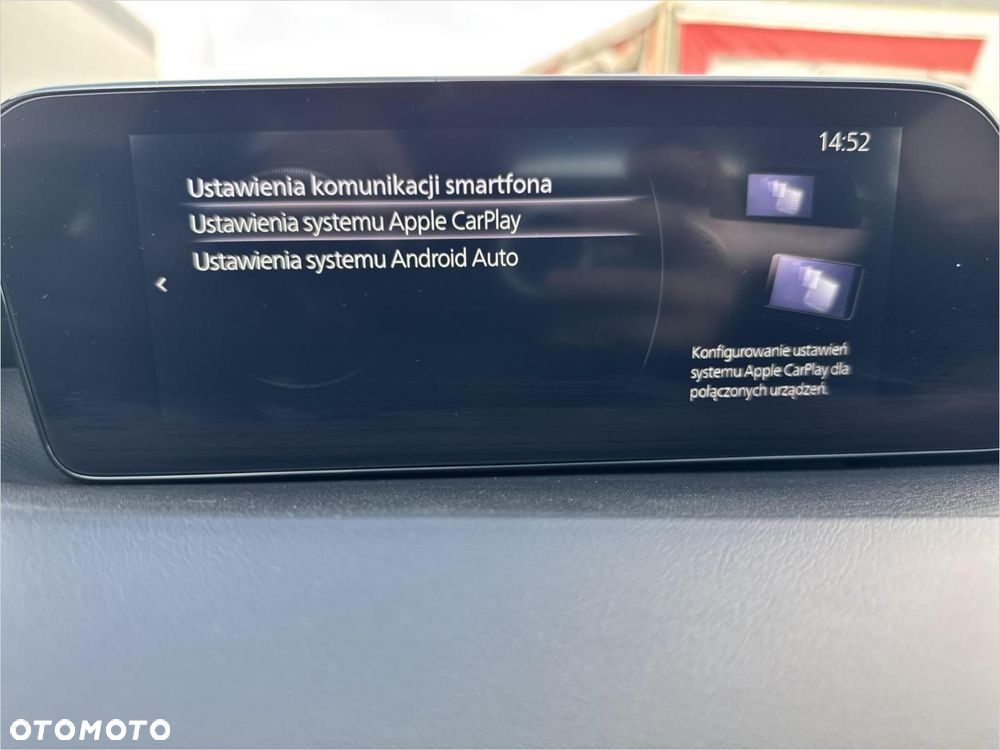 14:52
Ustawienia komunikacji smartfona
Ustawienia systemu Apple CarPlay
Ustawienia systemu Android Auto
Konfigurowanie ustawień
systemu Apple CarPlay dla
połączonych urządzeń.
OTOMOTO